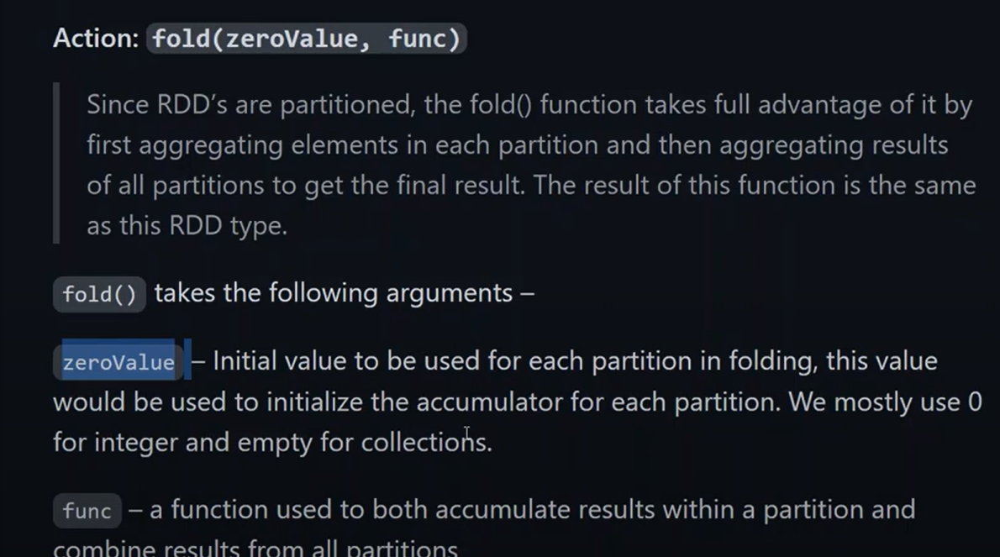 Action: fold(zeroValue, func)
Since RDD’s are partitioned, the fold() function takes full advantage of it by
first aggregating elements in each partition and then aggregating results
of all partitions to get the final result. The result of this function is the same
as this RDD type.
fold() takes the following arguments –
zeroValue – Initial value to be used for each partition in folding, this value
would be used to initialize the accumulator for each partition. We mostly use 0
for integer and empty for collections.
func – a function used to both accumulate results within a partition and
combine results from all partitions